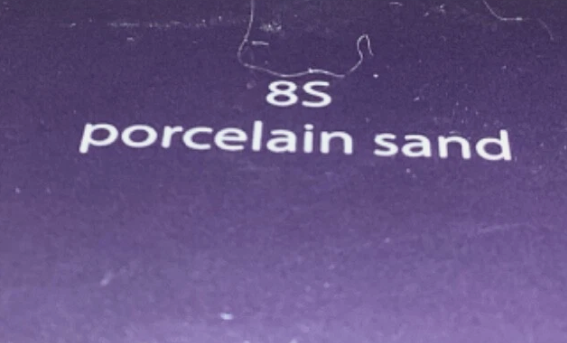 8S
porcelain sand